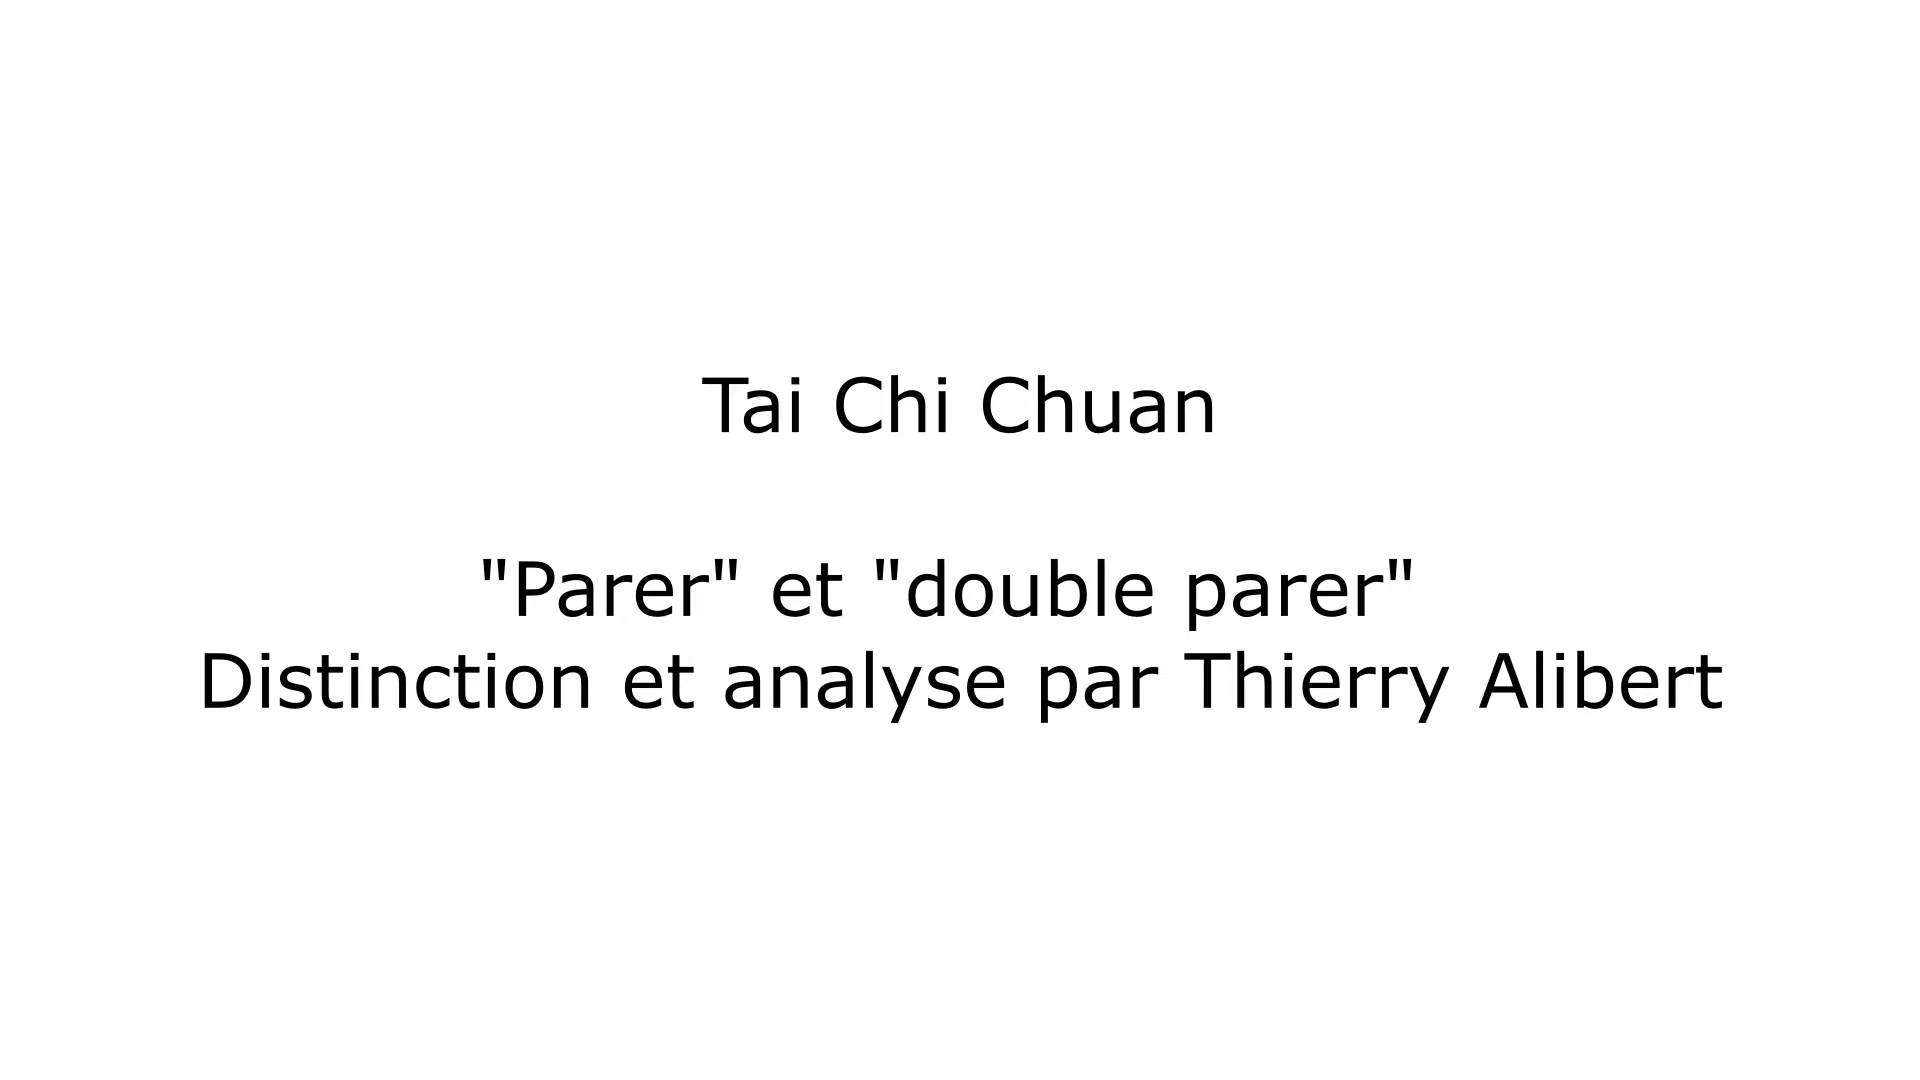 Tai Chi Chuan
"Parer" et "double parer"
Distinction et analyse par Thierry Alibert